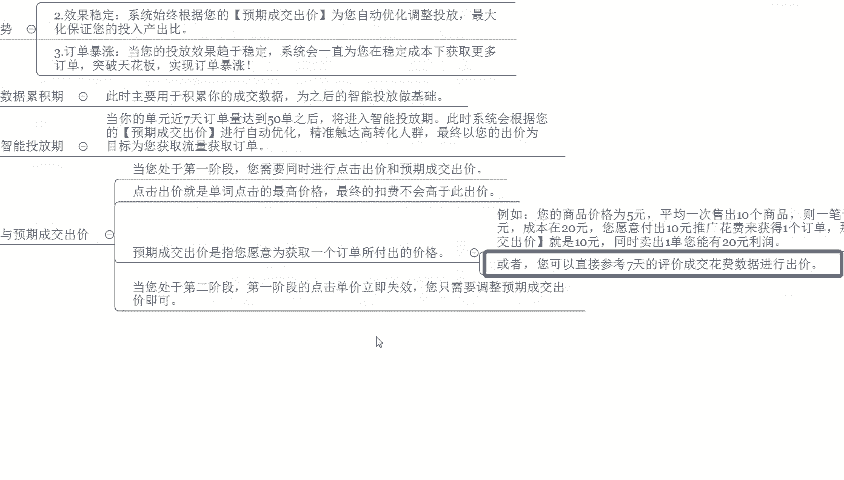 2.效果稳定：系统始终根据您的【预期成交出价】为您自动优化调整投放，最大
势
化保证您的投入产出比。
3.订单暴涨：当您的投放效果趋于稳定，系统会一直为您在稳定成本下获取更多
订单，突破天花板，实现订单暴涨！
数据累积期
此时主要用于积累你的成交数据，为之后的智能投放做基础。
当你的单元近7天订单量达到50单之后，将进入智能投放期。此时系统会根据您
的【预期成交出价】进行自动优化，精准触达高转化人群，最终以您的出价为
智能投放期
目标为您获取流量获取订单。
当您处于第一阶段，您需要同时进行点击出价和预期成交出价。
点击出价就是单词点击的最高价格，最终的扣费不会高于此出价。
与预期成交出价
预期成交出价是指您愿意为获取一个订单所付出的价格。
例如：您的商品价格为5元，平均一次售出10个商品，则一笔
元，成本在20元，您愿意付出10元推广花费来获得1个订单，
交出价】就是10元，同时卖出1单您能有20元利润。
或者，您可以直接参考7天的评价成交花费数据进行出价。
当您处于第二阶段，第一阶段的点击单价立即失效，您只需要调整预期成交出
价即可。